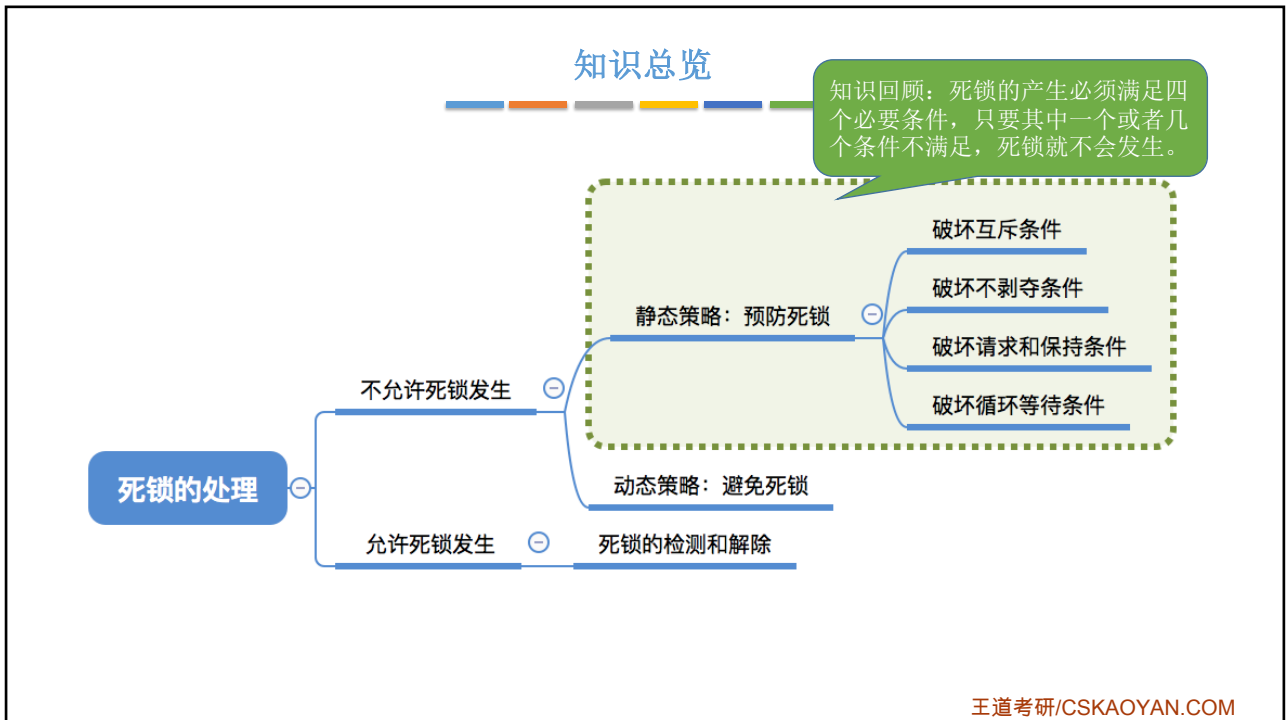 知识总览
知识回顾：死锁的产生必须满足四
个必要条件，只要其中一个或者几
个条件不满足，死锁就不会发生。
破坏互斥条件
破坏不剥夺条件
静态策略：预防死锁
破坏请求和保持条件
破坏循环等待条件
不允许死锁发生
动态策略：避免死锁
死锁的处理
允许死锁发生
死锁的检测和解除
王道考研/CSKAOYAN.COM